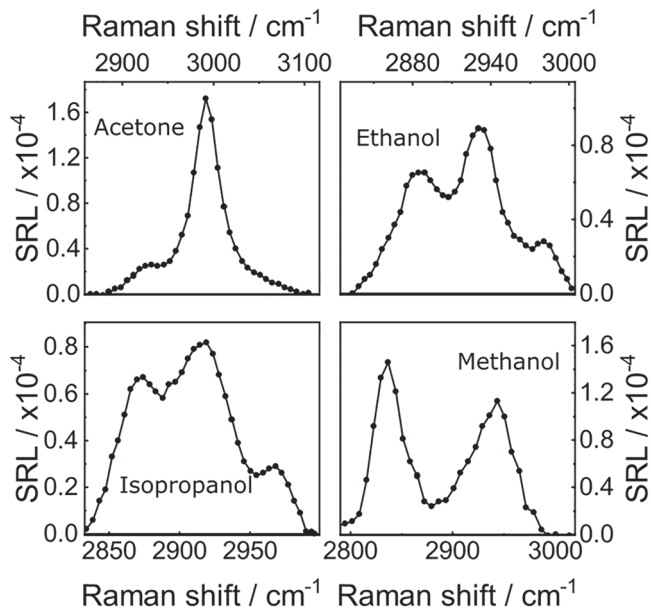 Raman shift / cm-1 Raman shift / cm-1
2900 3000 3100 2880 2940 3000
Acetone
Ethanol
SRL / x10-4
1.6
1.2
0.8
0.4
0.0
0.8
0.4
0.0
SRL / x10-4
Isopropanol
Methanol
SRL / x10-4
0.8
0.6
0.4
0.2
0.0
1.6
1.2
0.8
0.4
0.0
SRL / x10-4
2850 2900 2950 2800 2900 3000
Raman shift / cm-1 Raman shift / cm-1